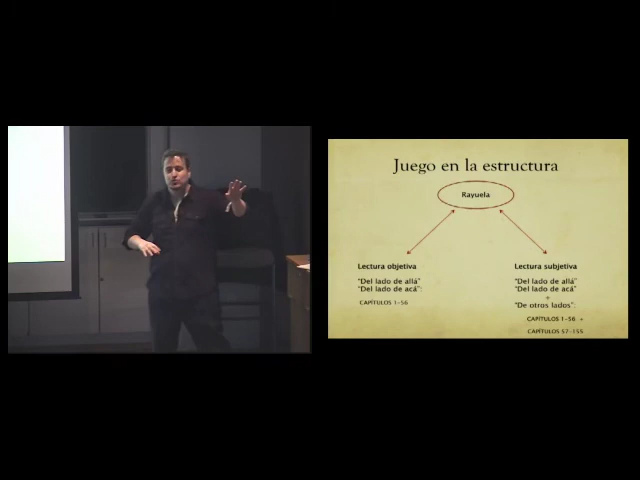 Juego en la estructura
Rayuela
Lectura objetiva
"Del lado de allá"
"Del lado de acá":
CAPÍTULOS 1-56
Lectura subjetiva
"Del lado de allá"
"Del lado de acá"
+
"De otros lados":
CAPÍTULOS 1-56 +
CAPÍTULOS 57-155